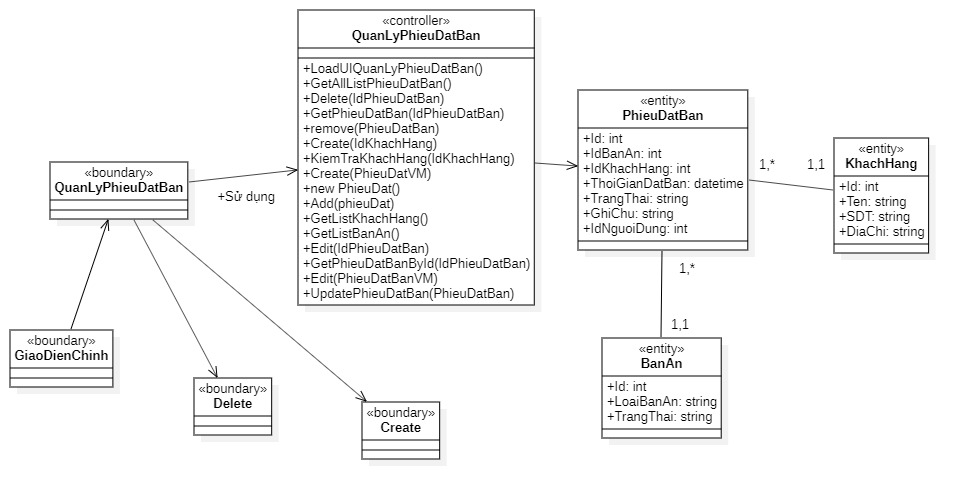 «controller»
QuanLyPhieuDatBan
+LoadUIQuanLyPhieuDatBan()
+GetAllListPhieuDatBan()
+Delete(IdPhieuDatBan)
+GetPhieuDatBan(IdPhieuDatBan)
+remove(PhieuDatBan)
+Create(IdKhachHang)
+KiemTraKhachHang(IdKhachHang)
+Create(PhieuDatVM)
+new PhieuDat()
+Add(phieuDat)
+GetListKhachHang()
+GetListBanAn()
+Edit(IdPhieuDatBan)
+GetPhieuDatBanById(IdPhieuDatBan)
+Edit(PhieuDatBanVM)
+UpdatePhieuDatBan(PhieuDatBan)
«entity»
PhieuDatBan
+Id: int
+IdBanAn: int
+IdKhachHang: int
+ThoiGianDatBan: datetime
+TrangThai: string
+GhiChu: string
+IdNguoiDung: int
1,*
1,1
«entity»
KhachHang
+Id: int
+Ten: string
+SDT: string
+DiaChi: string
«boundary»
QuanLyPhieuDatBan
+Sử dụng
1,*
1,1
«entity»
BanAn
+Id: int
+LoaiBanAn: string
+TrangThai: string
«boundary»
GiaoDienChinh
«boundary»
Delete
«boundary»
Create